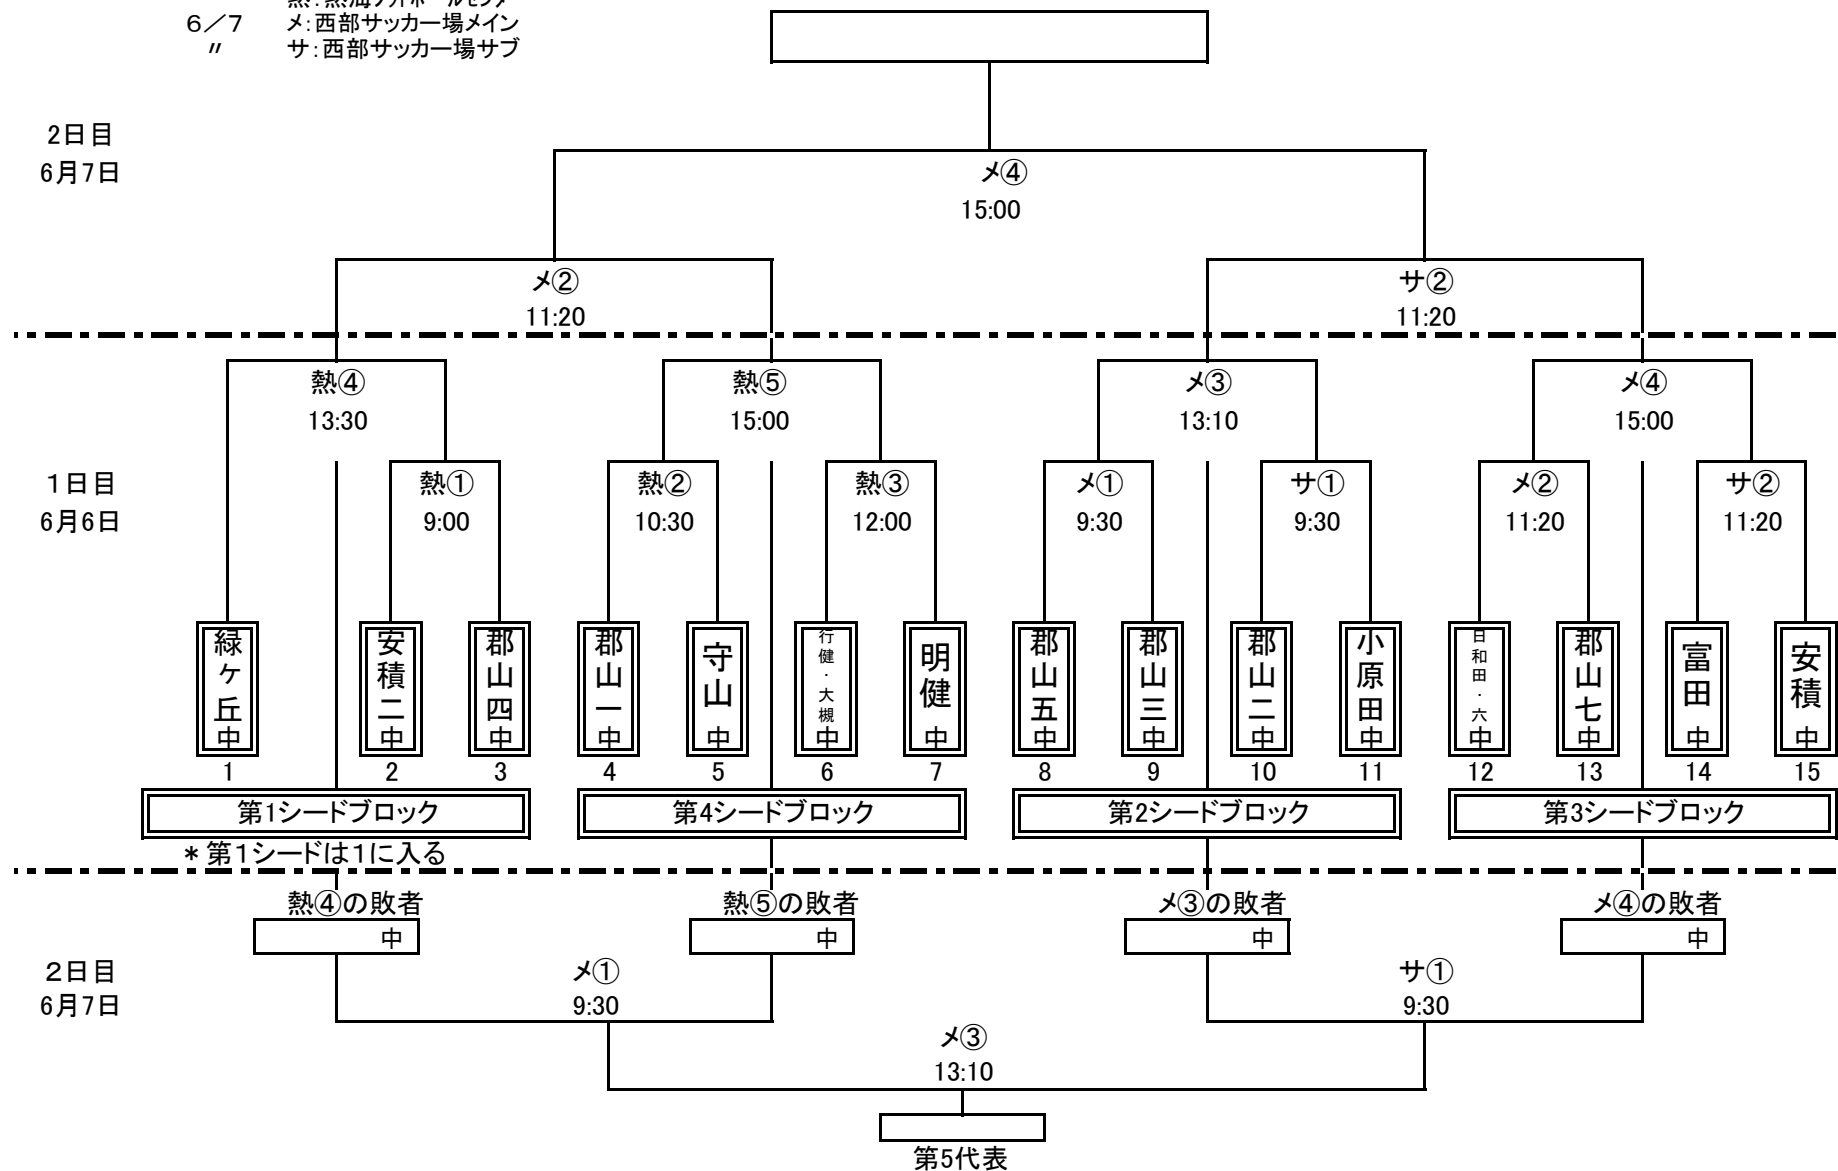 熱：熱海フットボールセンター
６／７　メ：西部サッカー場メイン
〃　サ：西部サッカー場サブ
2日目
6月7日
メ④
15:00
メ②
11:20
サ②
11:20
熱④
13:30
熱⑤
15:00
メ③
13:10
メ④
15:00
１日目
6月6日
熱①
9:00
熱②
10:30
熱③
12:00
メ①
9:30
サ①
9:30
メ②
11:20
サ②
11:20
緑ヶ丘中
安積二中
郡山四中
郡山一中
守山中
行健・大槻中
明健中
郡山五中
郡山三中
郡山二中
小原田中
日和田・六中
郡山七中
富田中
安積中
1 2 3 4 5 6 7 8 9 10 11 12 13 14 15
第1シードブロック
第4シードブロック
第2シードブロック
第3シードブロック
＊第１シードは１に入る
熱④の敗者
熱⑤の敗者
メ③の敗者
メ④の敗者
中
中
中
中
２日目
6月7日
メ①
9:30
サ①
9:30
メ③
13:10
第5代表